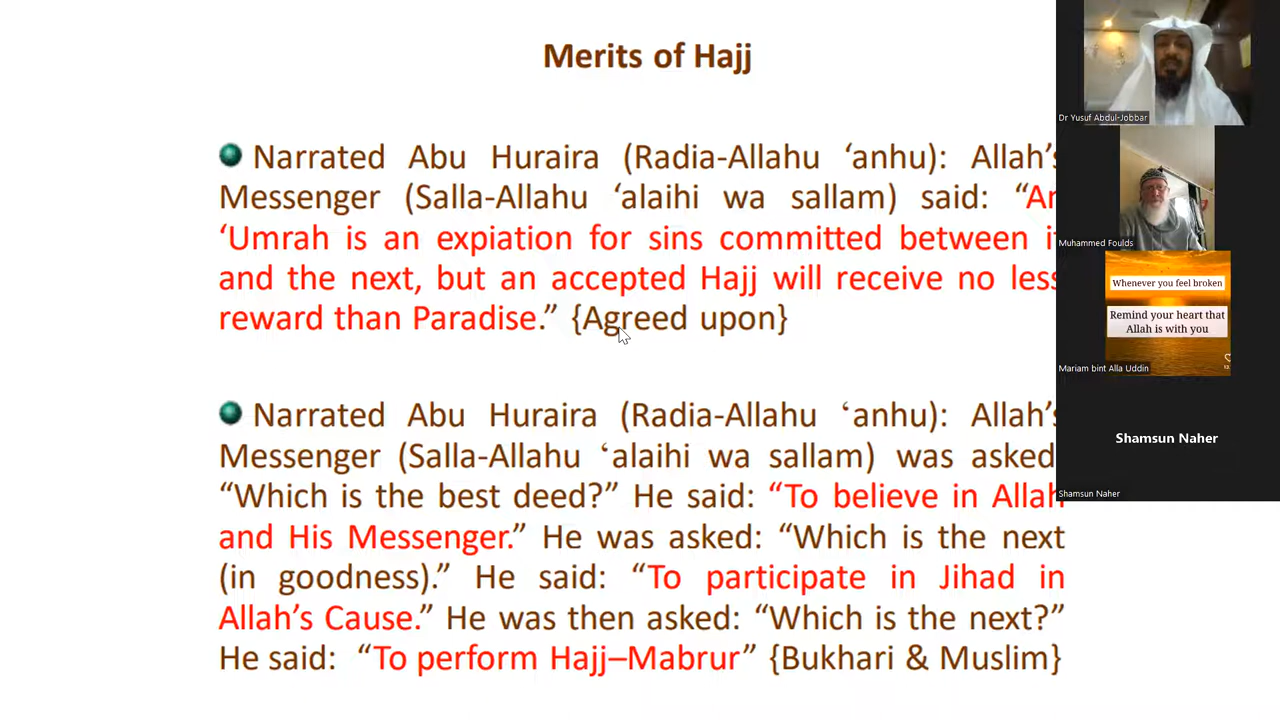 Merits of Hajj
Narrated Abu Huraira (Radia-Allahu ‘anhu): Allah’s
Messenger (Salla-Allahu ‘alaihi wa sallam) said: “An
‘Umrah is an expiation for sins committed between it
and the next, but an accepted Hajj will receive no less
reward than Paradise.” {Agreed upon}
Narrated Abu Huraira (Radia-Allahu ‘anhu): Allah’s
Messenger (Salla-Allahu ‘alaihi wa sallam) was asked
“Which is the best deed?” He said: “To believe in Allah
and His Messenger.” He was asked: “Which is the next
(in goodness).” He said: “To participate in Jihad in
Allah’s Cause.” He was then asked: “Which is the next?”
He said: “To perform Hajj–Mabrur” {Bukhari & Muslim}
Dr Yusuf Abdul-Jobbar
Muhammed Foulds
Whenever you feel broken
Remind your heart that
Allah is with you
Mariam bint Alla Uddin
Shamsun Naher
Shamsun Naher